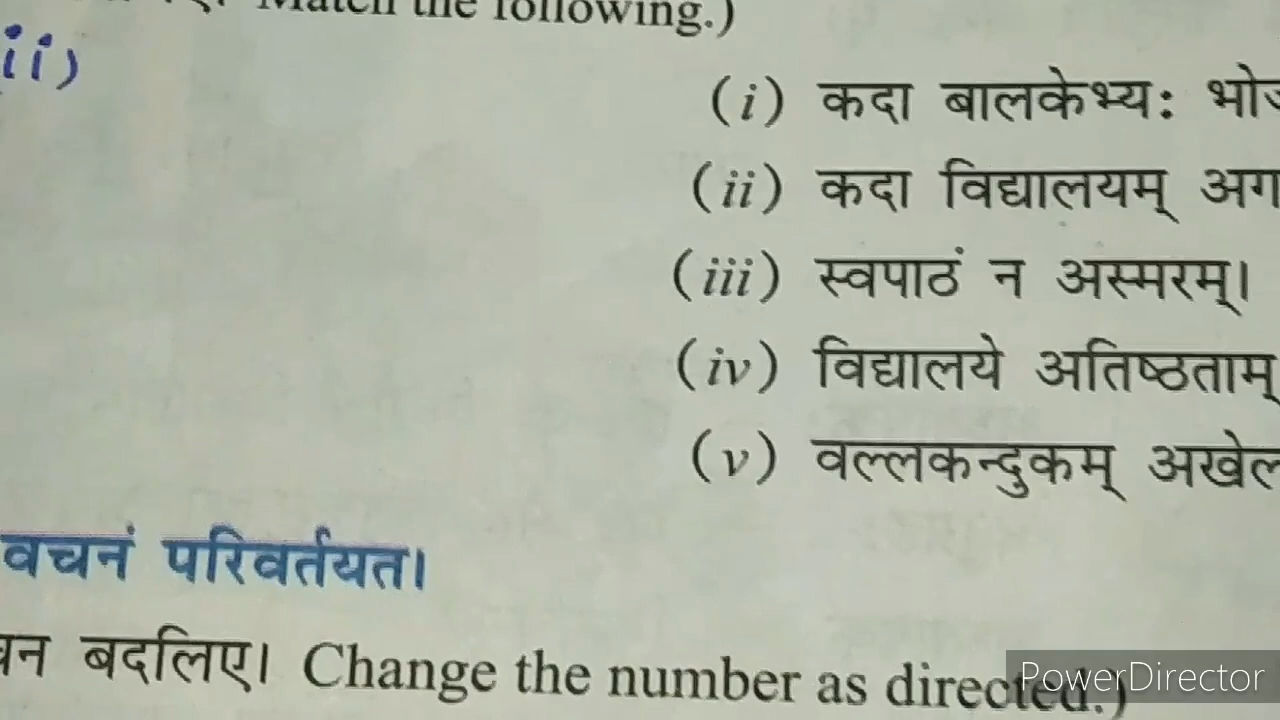 Match the following.)
ii)
(i) कदा बालकेभ्यः
(ii) कदा विद्यालयम्
(iii) स्वपाठं न अस्मरम्।
(iv) विद्यालये अतिष्ठताम्
(v) वल्लकन्दुकम्
वचनं परिवर्तयत।
बदलिए। Change the number as directed.)
PowerDirector